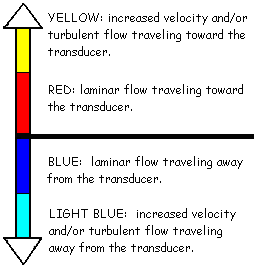 YELLOW: increased velocity and/or
turbulent flow traveling toward the
transducer.
RED: laminar flow traveling toward
the transducer.
BLUE: laminar flow traveling away
from the transducer.
LIGHT BLUE: increased velocity
and/or turbulent flow traveling
away from the transducer.